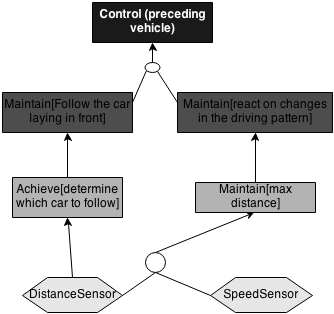 Control (preceding
vehicle)
Maintain[Follow the car
laying in front]
Maintain[react on changes
in the driving pattern]
Achieve[determine
which car to follow]
Maintain[max
distance]
DistanceSensor
SpeedSensor